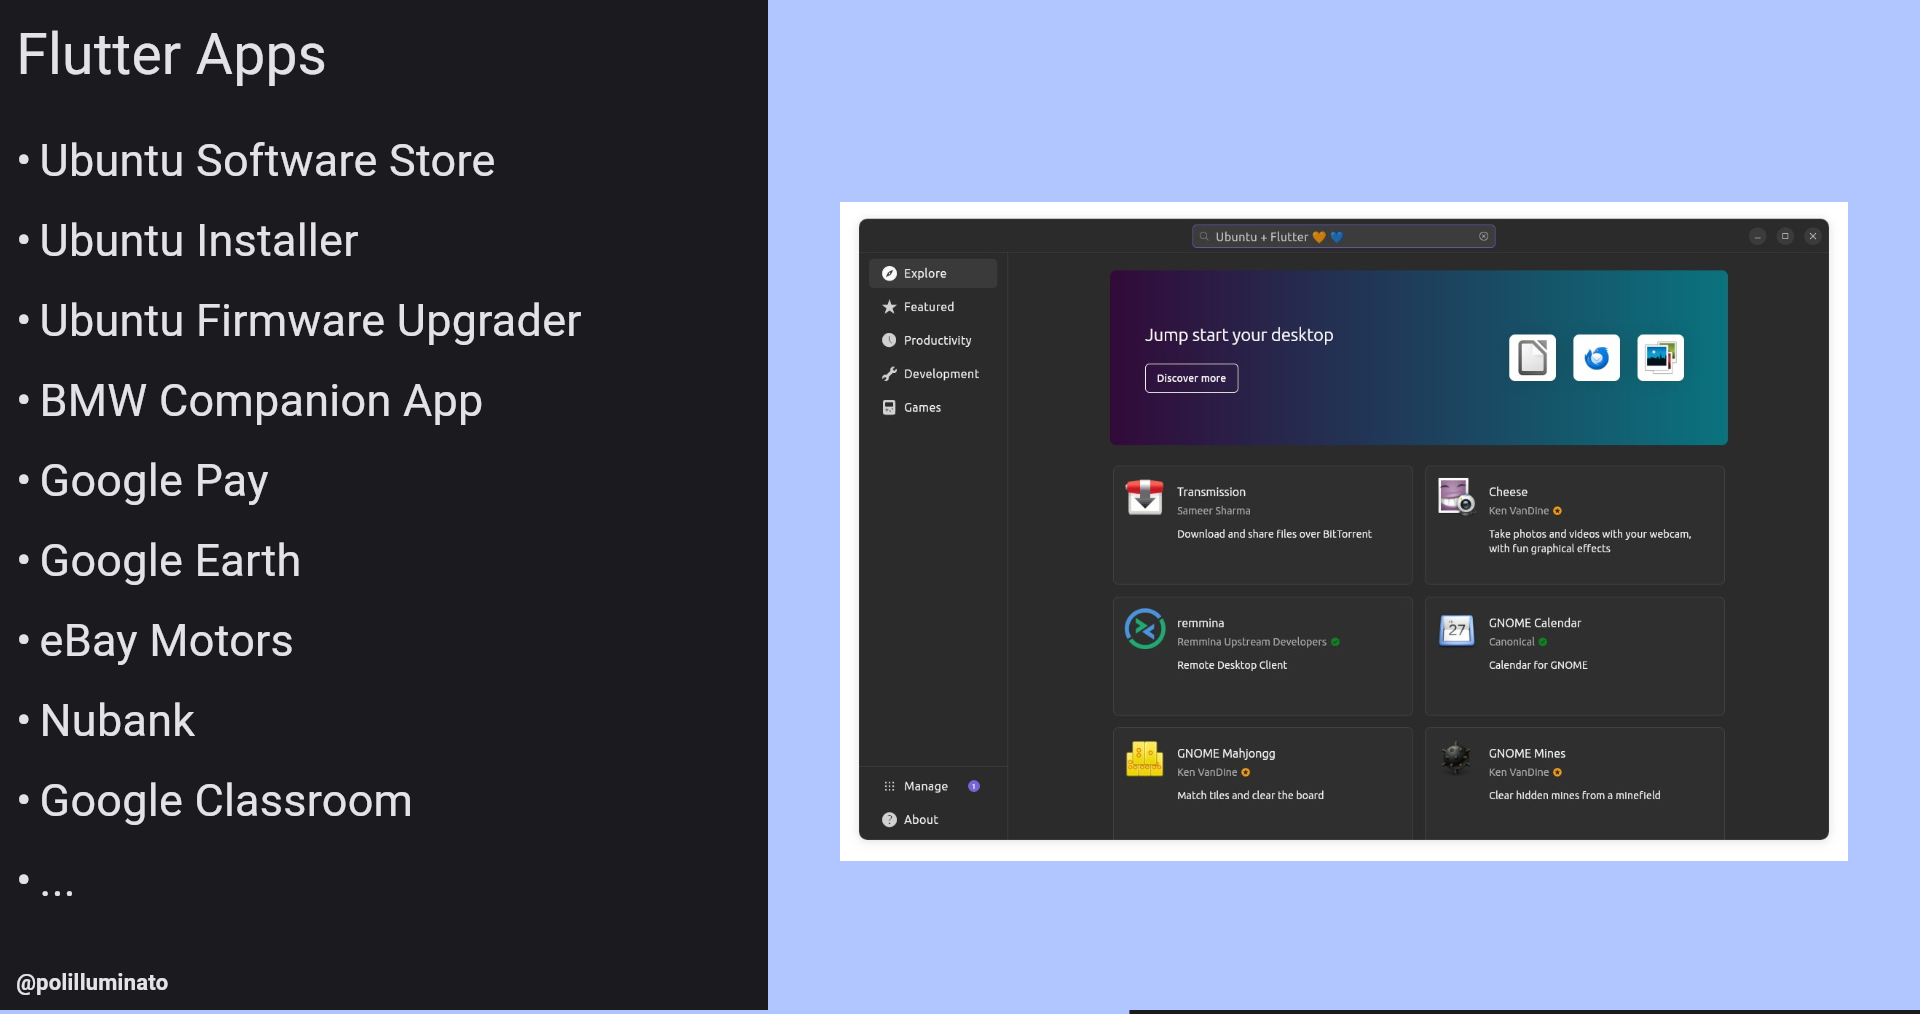 Flutter Apps
• Ubuntu Software Store
• Ubuntu Installer
• Ubuntu Firmware Upgrader
• BMW Companion App
• Google Pay
• Google Earth
• eBay Motors
• Nubank
• Google Classroom
• ...
@polilluminato
Ubuntu + Flutter 🧡 💙
Explore
Featured
Productivity
Development
Games
Manage 1
About
Jump start your desktop
Discover more
Transmission
Sameer Sharma
Download and share files over BitTorrent
Cheese
Ken VanDine
Take photos and videos with your webcam,
with fun graphical effects
remmina
Remmina Upstream Developers
Remote Desktop Client
27
GNOME Calendar
Canonical
Calendar for GNOME
GNOME Mahjongg
Ken VanDine
Match tiles and clear the board
GNOME Mines
Ken VanDine
Clear hidden mines from a minefield